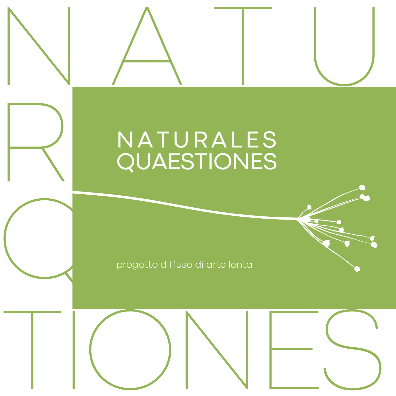 NATU
R
NATURALES
QUAESTIONES
Q
progetto diffuso di arte lenta
TIONES